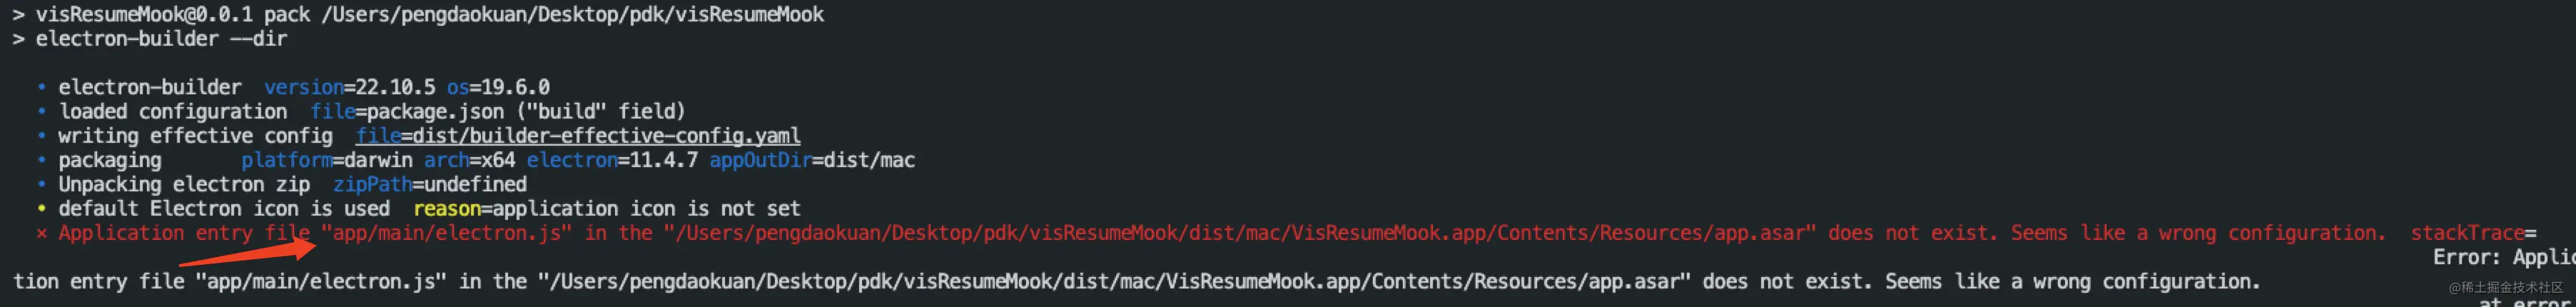 > visResumeMook@0.0.1 pack /Users/pengdaokuan/Desktop/pdk/visResumeMook
> electron-builder --dir
• electron-builder  version=22.10.5 os=19.6.0
• loaded configuration  file=package.json ("build" field)
• writing effective config  file=dist/builder-effective-config.yaml
• packaging       platform=darwin arch=x64 electron=11.4.7 appOutDir=dist/mac
• Unpacking electron zip  zipPath=undefined
• default Electron icon is used  reason=application icon is not set
⨯ Application entry file "app/main/electron.js" in the "/Users/pengdaokuan/Desktop/pdk/visResumeMook/dist/mac/VisResumeMook.app/Contents/Resources/app.asar" does not exist. Seems like a wrong configuration.  stackTrace=
Error: Applic
tion entry file "app/main/electron.js" in the "/Users/pengdaokuan/Desktop/pdk/visResumeMook/dist/mac/VisResumeMook.app/Contents/Resources/app.asar" does not exist. Seems like a wrong configuration.
@稀土掘金技术社区
at error